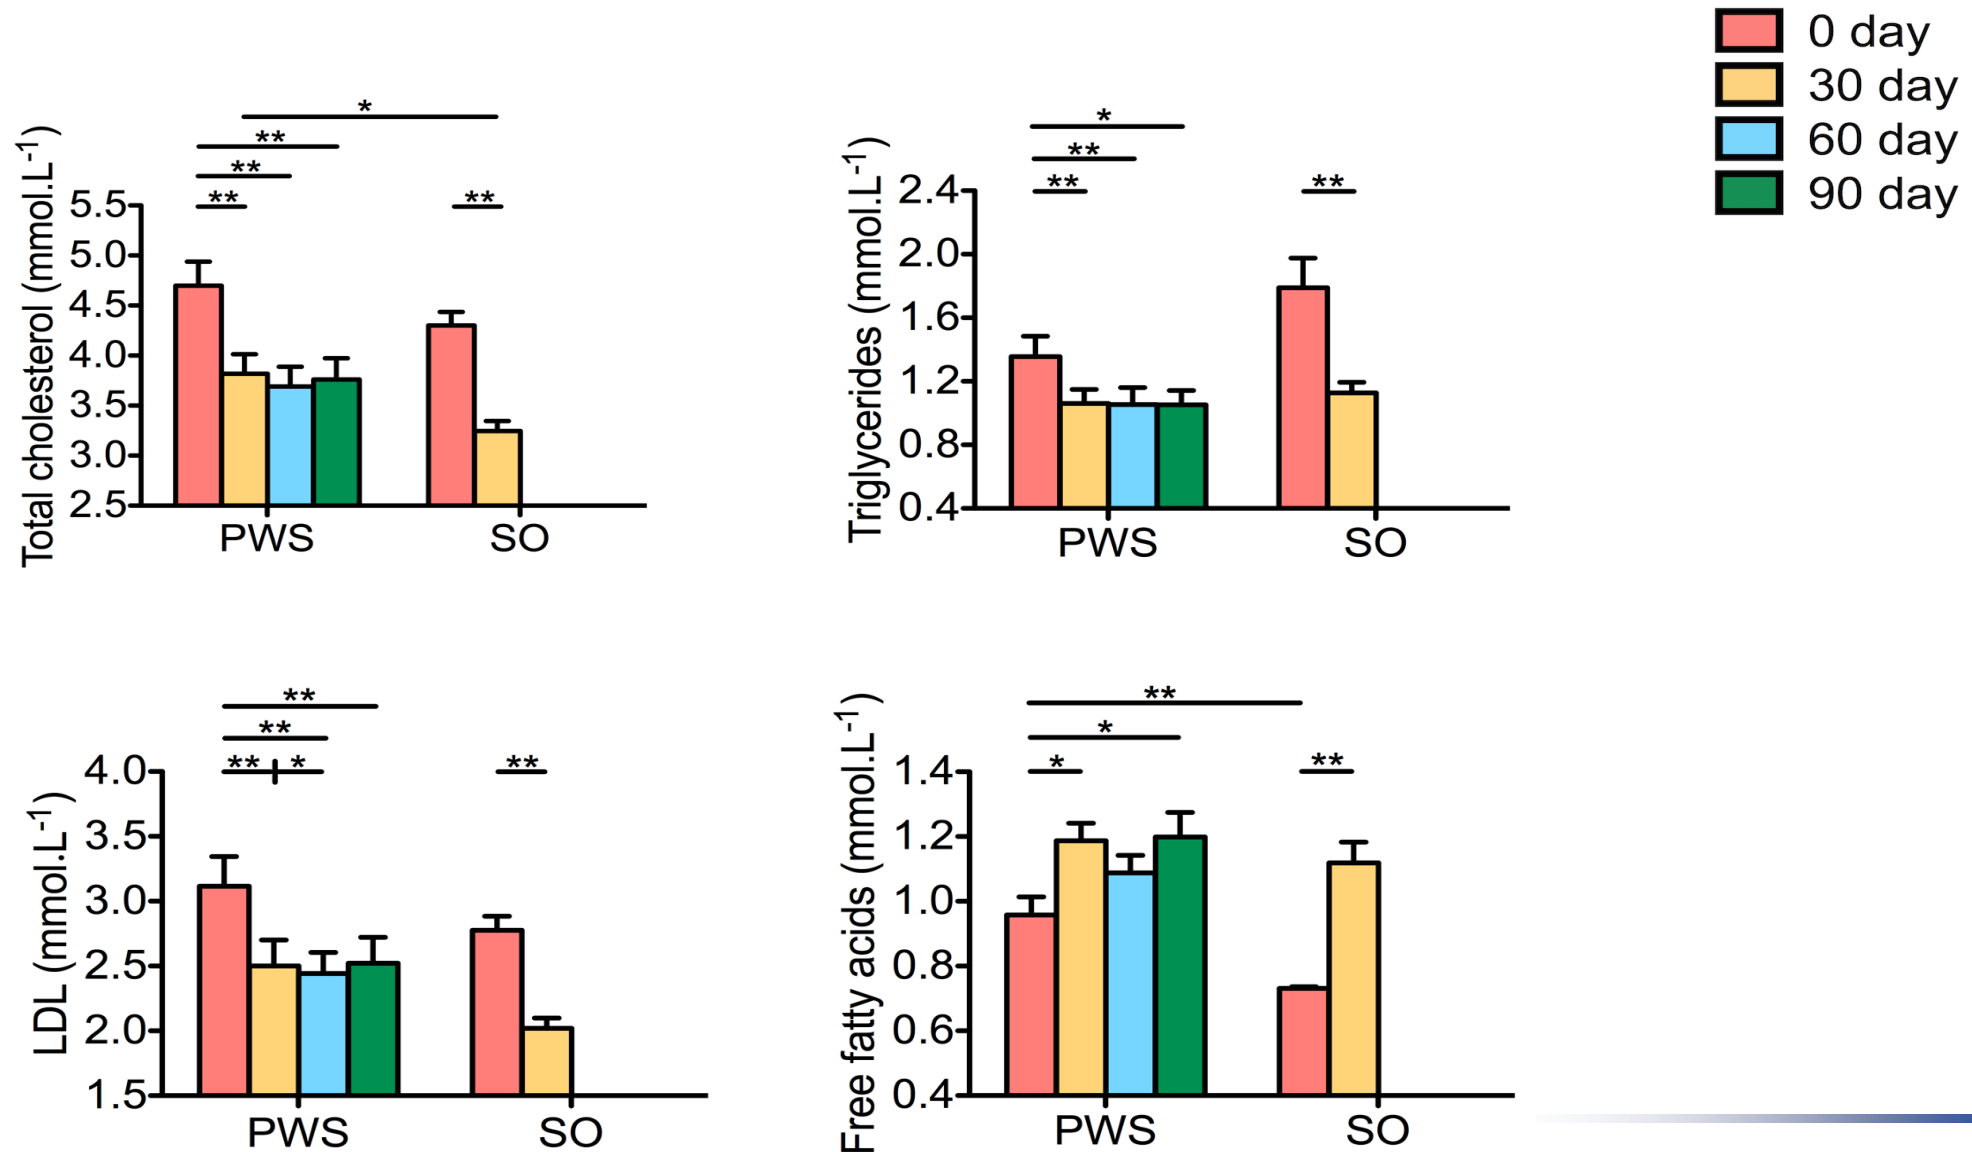 0 day
30 day
60 day
90 day
*
**
**
** **
Total cholesterol (mmol.L⁻¹)
5.5
5.0
4.5
4.0
3.5
3.0
2.5
PWS SO
*
**
** **
Triglycerides (mmol.L⁻¹)
2.4
2.0
1.6
1.2
0.8
0.4
PWS SO
**
**
** * **
LDL (mmol.L⁻¹)
4.0
3.5
3.0
2.5
2.0
1.5
PWS SO
**
*
* **
Free fatty acids (mmol.L⁻¹)
1.4
1.2
1.0
0.8
0.6
0.4
PWS SO